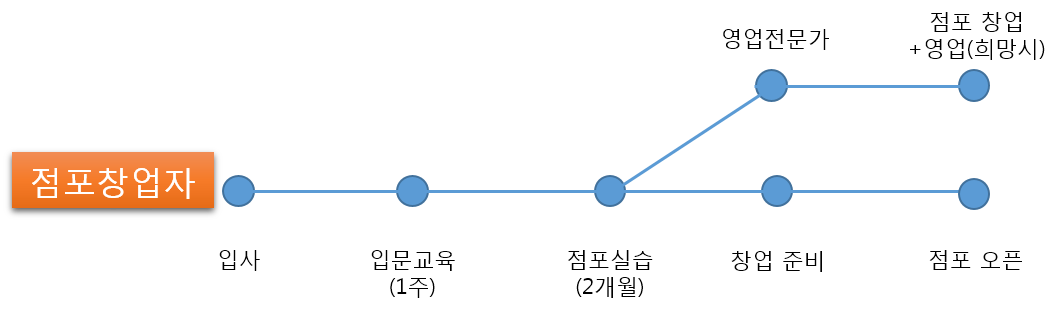 영업전문가
점포 창업
+영업(희망시)
점포창업자
입사
입문교육
(1주)
점포실습
(2개월)
창업 준비
점포 오픈